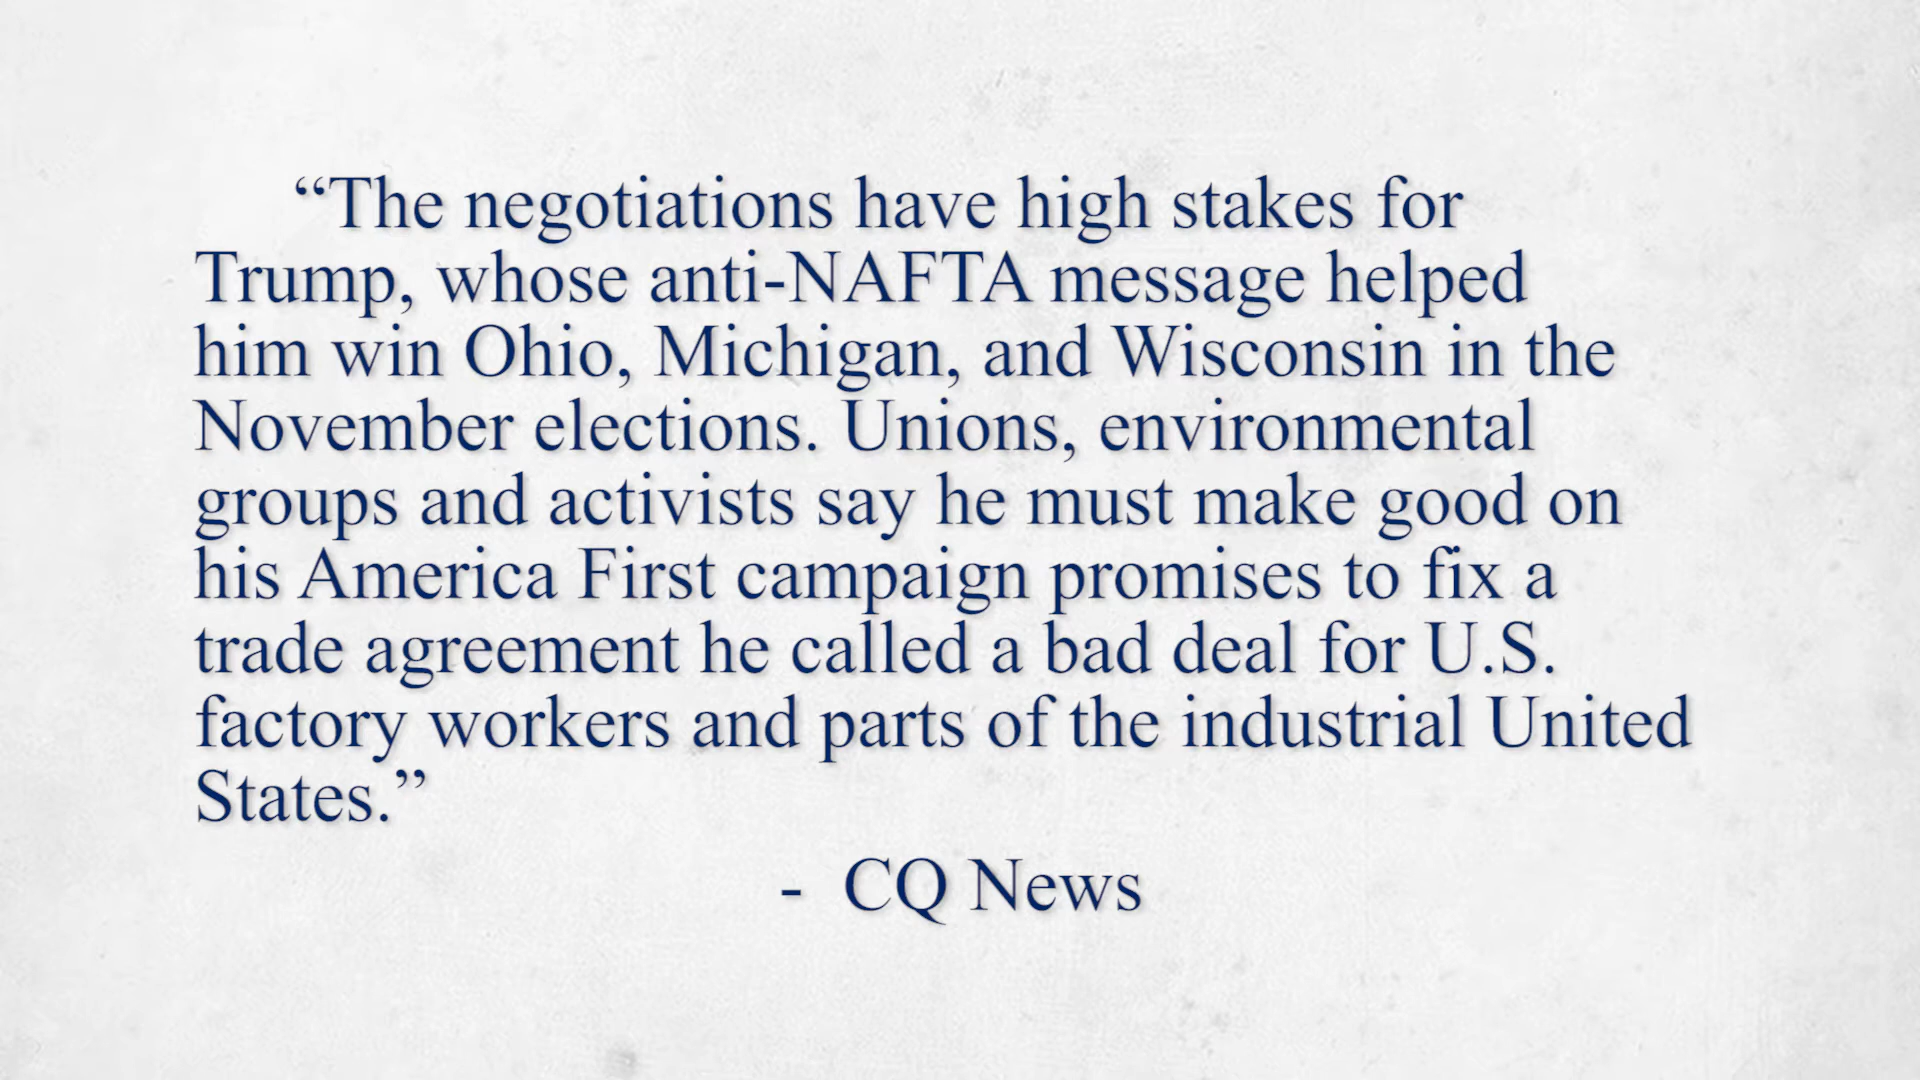 “The negotiations have high stakes for
Trump, whose anti-NAFTA message helped
him win Ohio, Michigan, and Wisconsin in the
November elections. Unions, environmental
groups and activists say he must make good on
his America First campaign promises to fix a
trade agreement he called a bad deal for U.S.
factory workers and parts of the industrial United
States.”
- CQ News